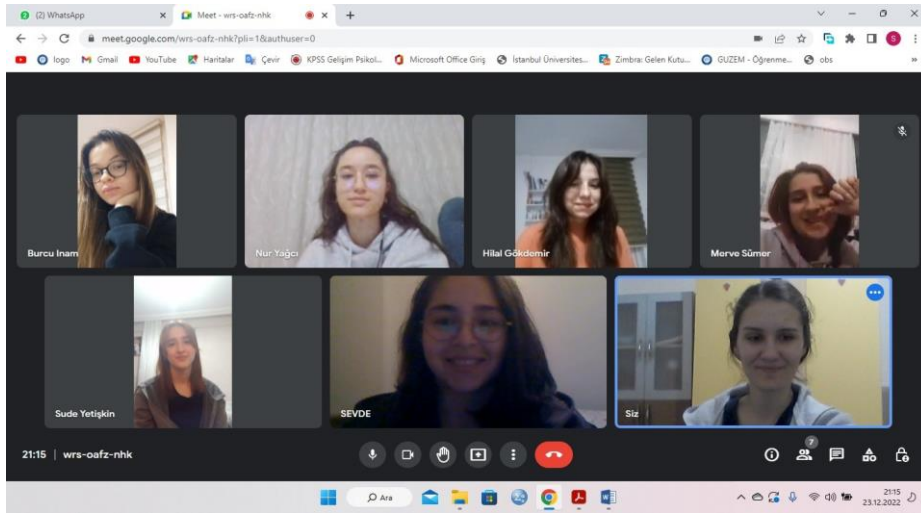 (2) WhatsApp
Meet - wrs-oafz-nhk
meet.google.com/wrs-oafz-nhk?pli=1&authuser=0
logo Gmail YouTube Haritalar Çevir KPSS Gelişim Psikol... Microsoft Office Giriş İstanbul Üniversites... Zimbra: Gelen Kutu... GUZEM - Öğrenme... obs
Burcu Inam
Nur Yağcı
Hilal Gökdemir
Merve Sümer
Sude Yetişkin
SEVDE
Siz
21:15 | wrs-oafz-nhk
7
Ara
21:15
23.12.2022